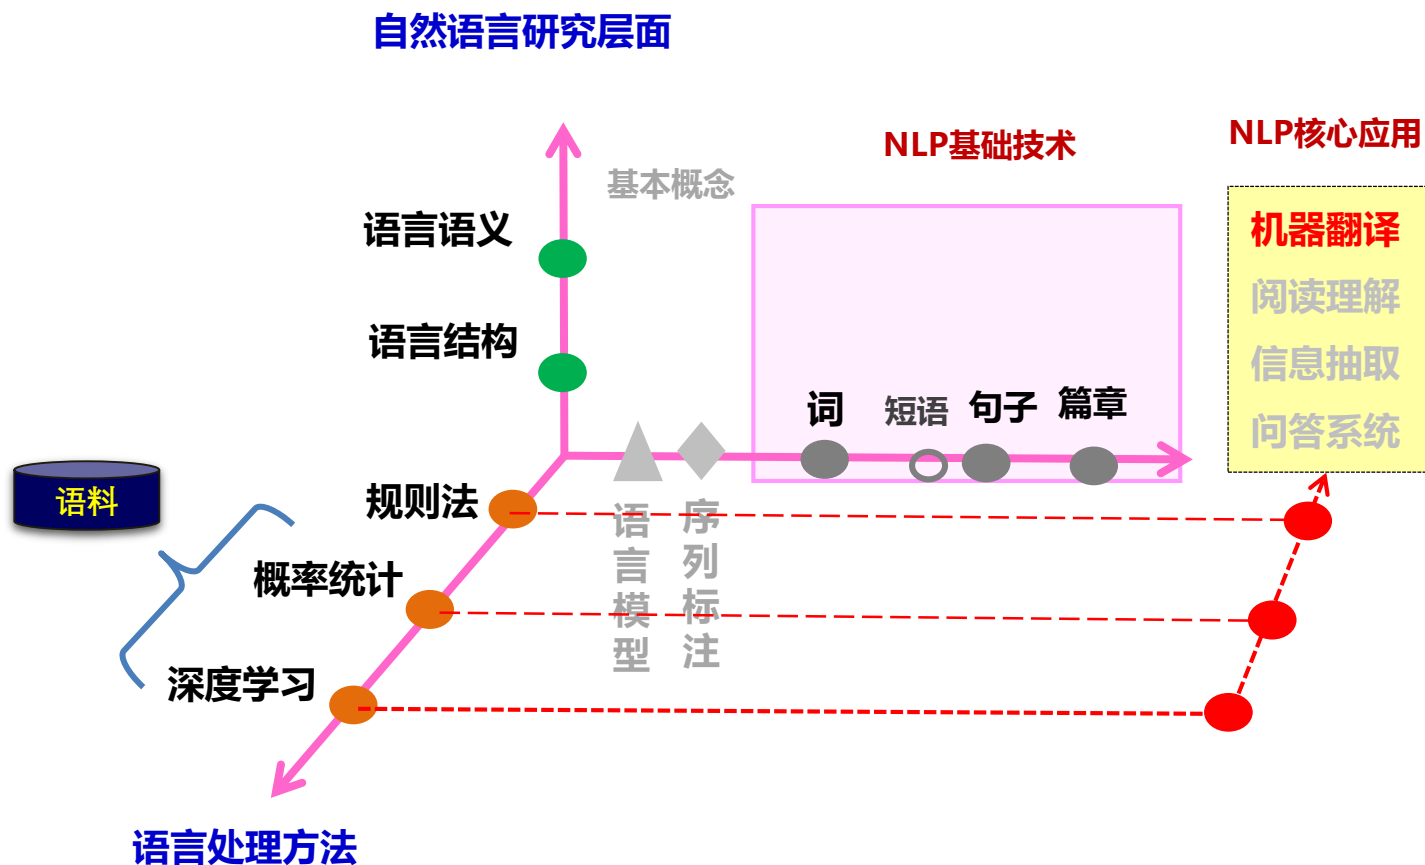 自然语言研究层面
NLP基础技术
NLP核心应用
基本概念
语言语义
语言结构
机器翻译
阅读理解
信息抽取
问答系统
词
短语
句子
篇章
语料
规则法
概率统计
深度学习
语言模型
序列标注
语言处理方法